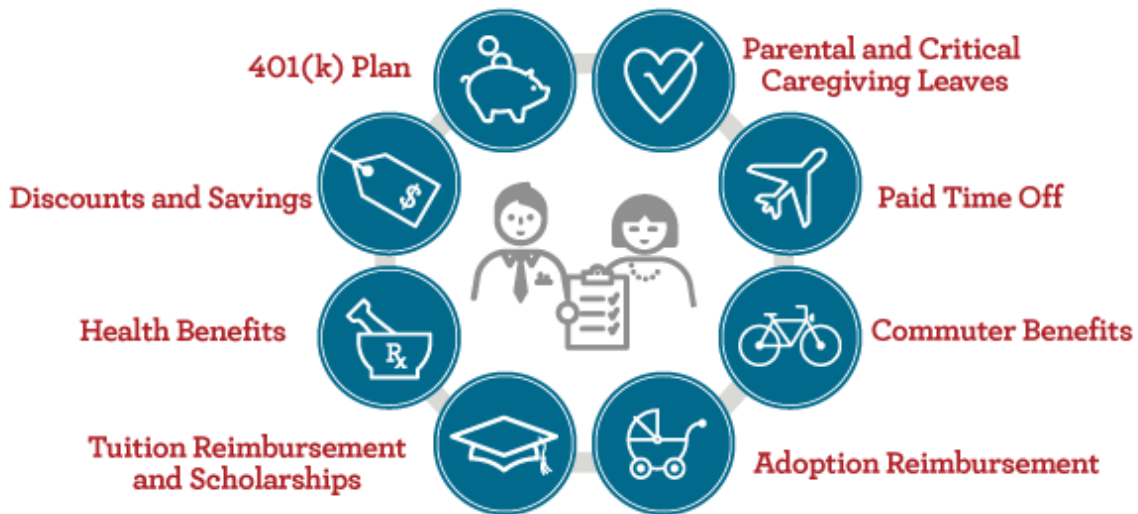 401(k) Plan
Parental and Critical
Caregiving Leaves
Discounts and Savings
$
Paid Time Off
Health Benefits
Rx
Commuter Benefits
Tuition Reimbursement
and Scholarships
Adoption Reimbursement